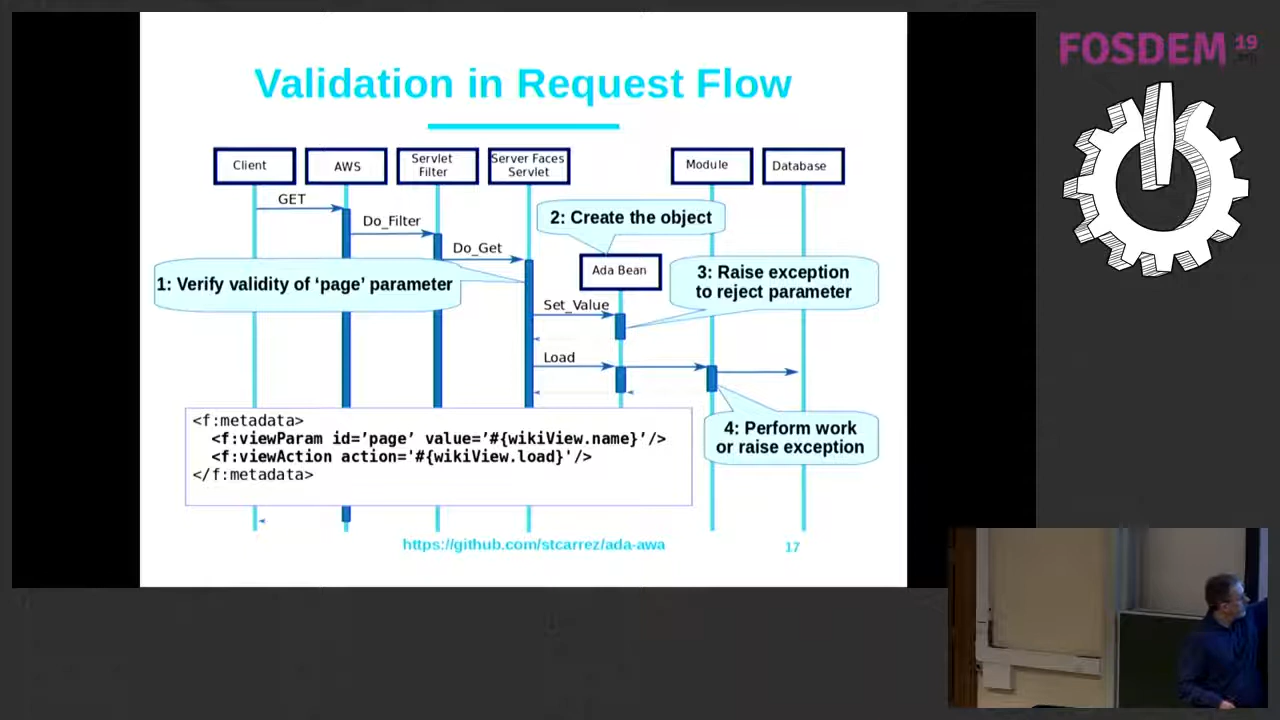 FOSDEM 19
Validation in Request Flow
Client
AWS
Servlet
Filter
Server Faces
Servlet
Module
Database
GET
Do_Filter
Do_Get
2: Create the object
Ada Bean
1: Verify validity of ‘page’ parameter
3: Raise exception
to reject parameter
Set_Value
Load
<f:metadata>
<f:viewParam id=’page’ value=’#{wikiView.name}’/>
<f:viewAction action='#{wikiView.load}'/>
</f:metadata>
4: Perform work
or raise exception
https://github.com/stcarrez/ada-awa
17